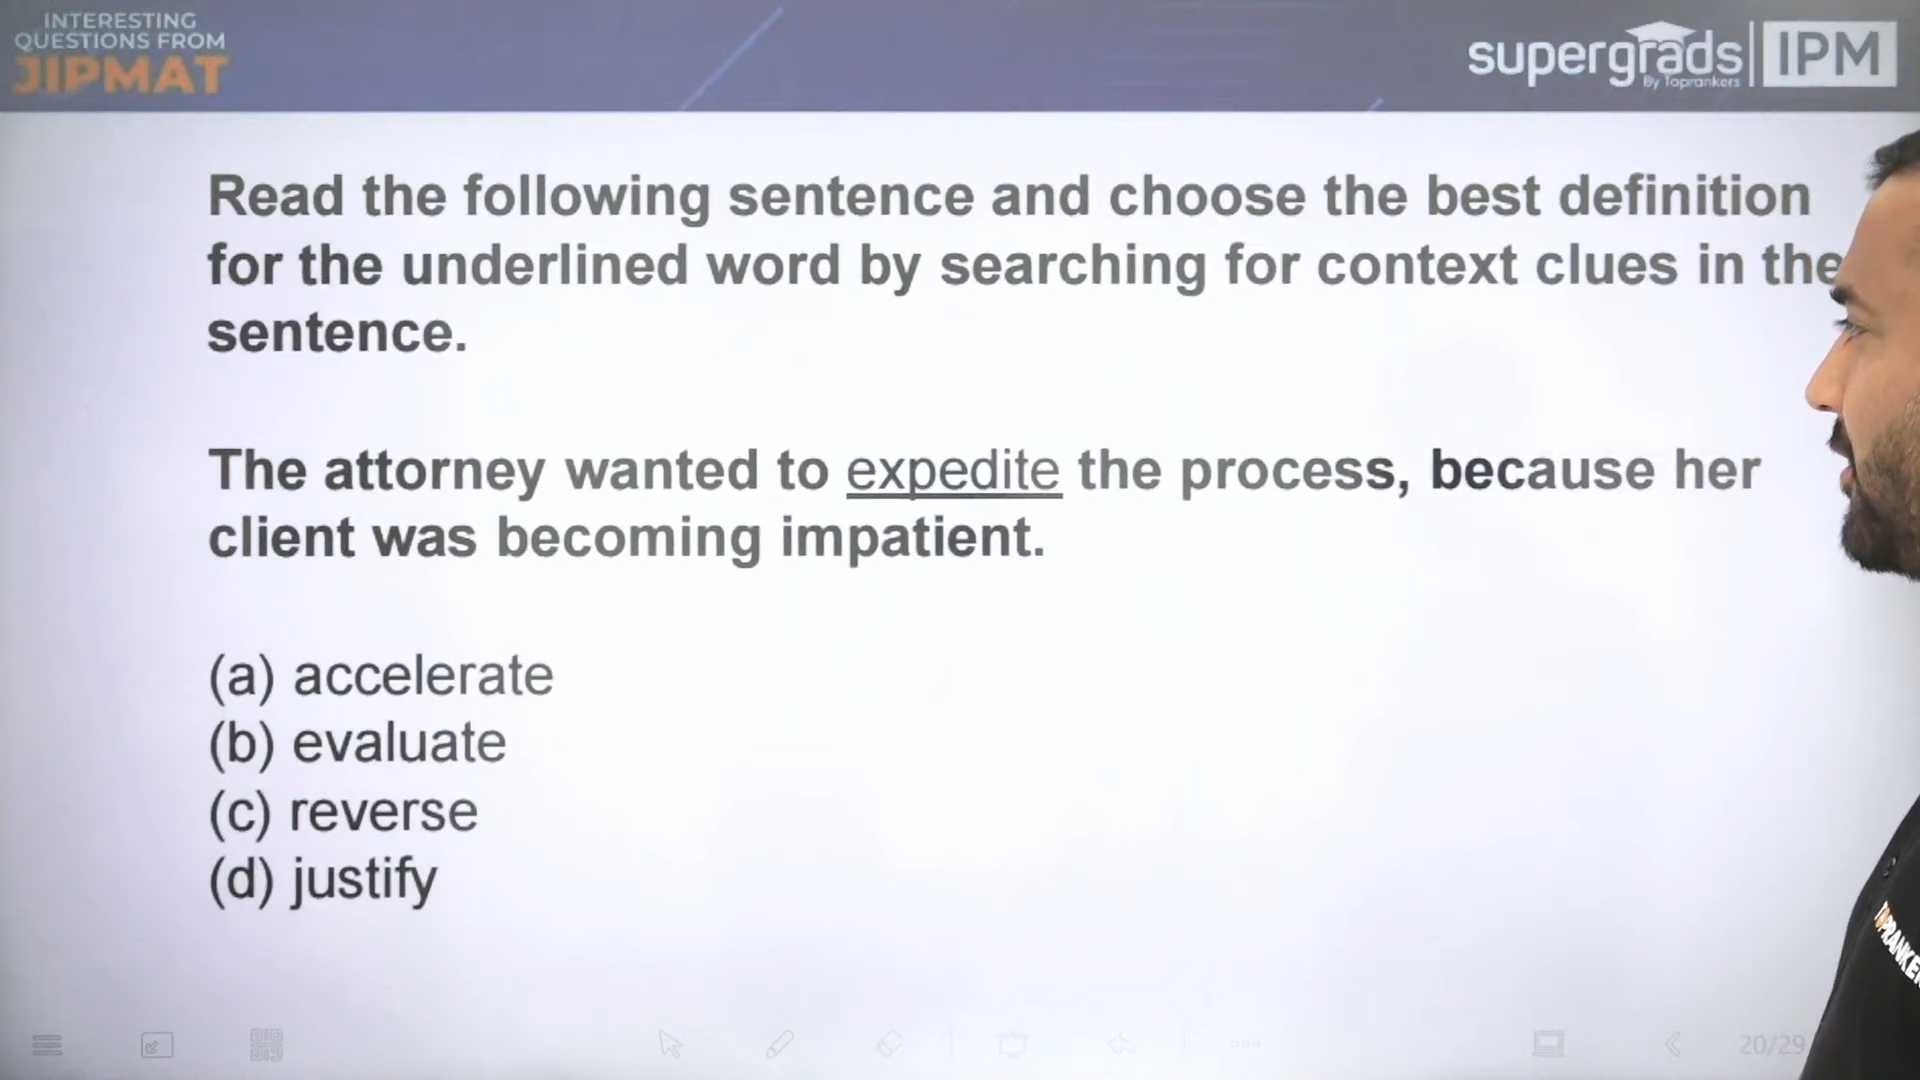 INTERESTING
QUESTIONS FROM
JIPMAT
supergrads
By Toprankers
IPM
Read the following sentence and choose the best definition
for the underlined word by searching for context clues in the
sentence.
The attorney wanted to expedite the process, because her
client was becoming impatient.
(a) accelerate
(b) evaluate
(c) reverse
(d) justify
20/29